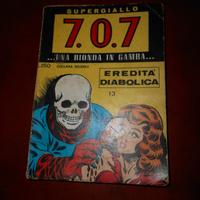 SUPERGIALLO
7.0.7
...UNA BIONDA IN GAMBA...
EREDITÀ
DIABOLICA
13